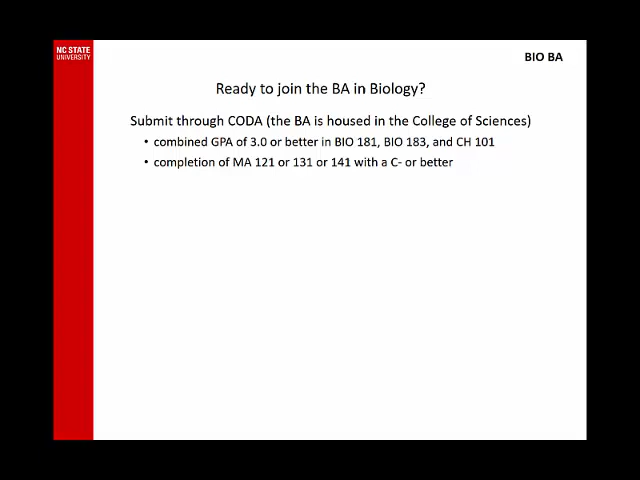 NC STATE
UNIVERSITY
BIO BA
Ready to join the BA in Biology?
Submit through CODA (the BA is housed in the College of Sciences)
• combined GPA of 3.0 or better in BIO 181, BIO 183, and CH 101
• completion of MA 121 or 131 or 141 with a C- or better